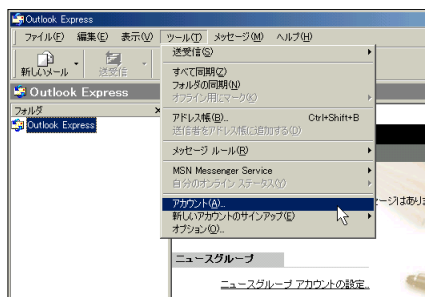 Outlook Express
ファイル(F) 編集(E) 表示(V) ツール(T) メッセージ(M) ヘルプ(H)
新しいメール
送受信
Outlook Express
フォルダ ×
Outlook Express
送受信(S)
すべて同期(Z)
フォルダの同期(N)
オフライン用にマーク(K)
アドレス帳(B)... Ctrl+Shift+B
送信者をアドレス帳に追加する(D)
メッセージ ルール(R)
MSN Messenger Service
自分のオンライン ステータス(Y)
アカウント(A)...
新しいアカウントのサインアップ(E)
オプション(O)...
ージはあり
ニュースグループ
ニュースグループ アカウントの設定...